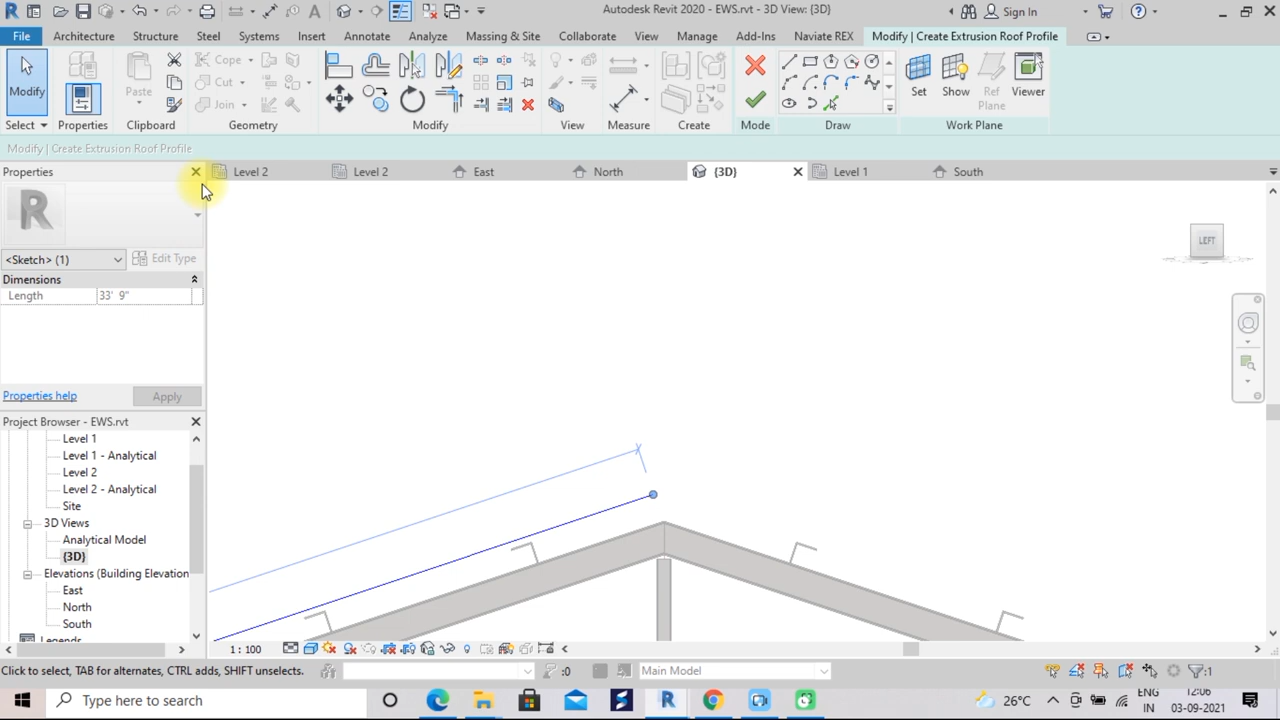 Autodesk Revit 2020 - EWS.rvt - 3D View: {3D}
Sign In
File
Architecture
Structure
Steel
Systems
Insert
Annotate
Analyze
Massing & Site
Collaborate
View
Manage
Add-Ins
Naviate REX
Modify | Create Extrusion Roof Profile
Modify
Paste
Cope
Cut
Join
Set
Show
Ref
Plane
Viewer
Select
Properties
Clipboard
Geometry
Modify
View
Measure
Create
Mode
Draw
Work Plane
Modify | Create Extrusion Roof Profile
Properties
Level 2
Level 2
East
North
{3D}
Level 1
South
R
LEFT
<Sketch> (1)
Edit Type
Dimensions
Length
33' 9"
Properties help
Apply
Project Browser - EWS.rvt
Level 1
Level 1 - Analytical
Level 2
Level 2 - Analytical
Site
3D Views
Analytical Model
{3D}
Elevations (Building Elevation
East
North
South
Legends
1 : 100
Click to select, TAB for alternates, CTRL adds, SHIFT unselects.
:0
Main Model
:1
Type here to search
26°C
ENG
IN
12:06
03-09-2021